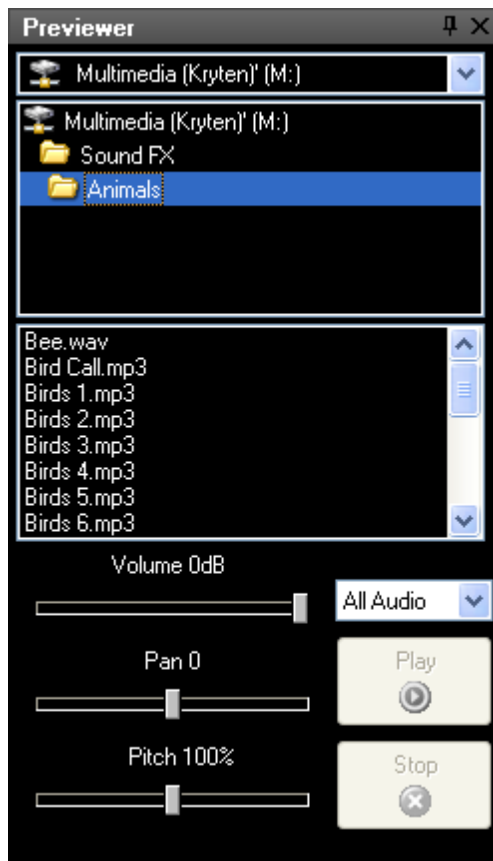 Previewer
Multimedia (Kryten)' (M:)
Multimedia (Kryten)' (M:)
Sound FX
Animals
Bee.wav
Bird Call.mp3
Birds 1.mp3
Birds 2.mp3
Birds 3.mp3
Birds 4.mp3
Birds 5.mp3
Birds 6.mp3
Volume 0dB
All Audio
Pan 0
Play
Pitch 100%
Stop